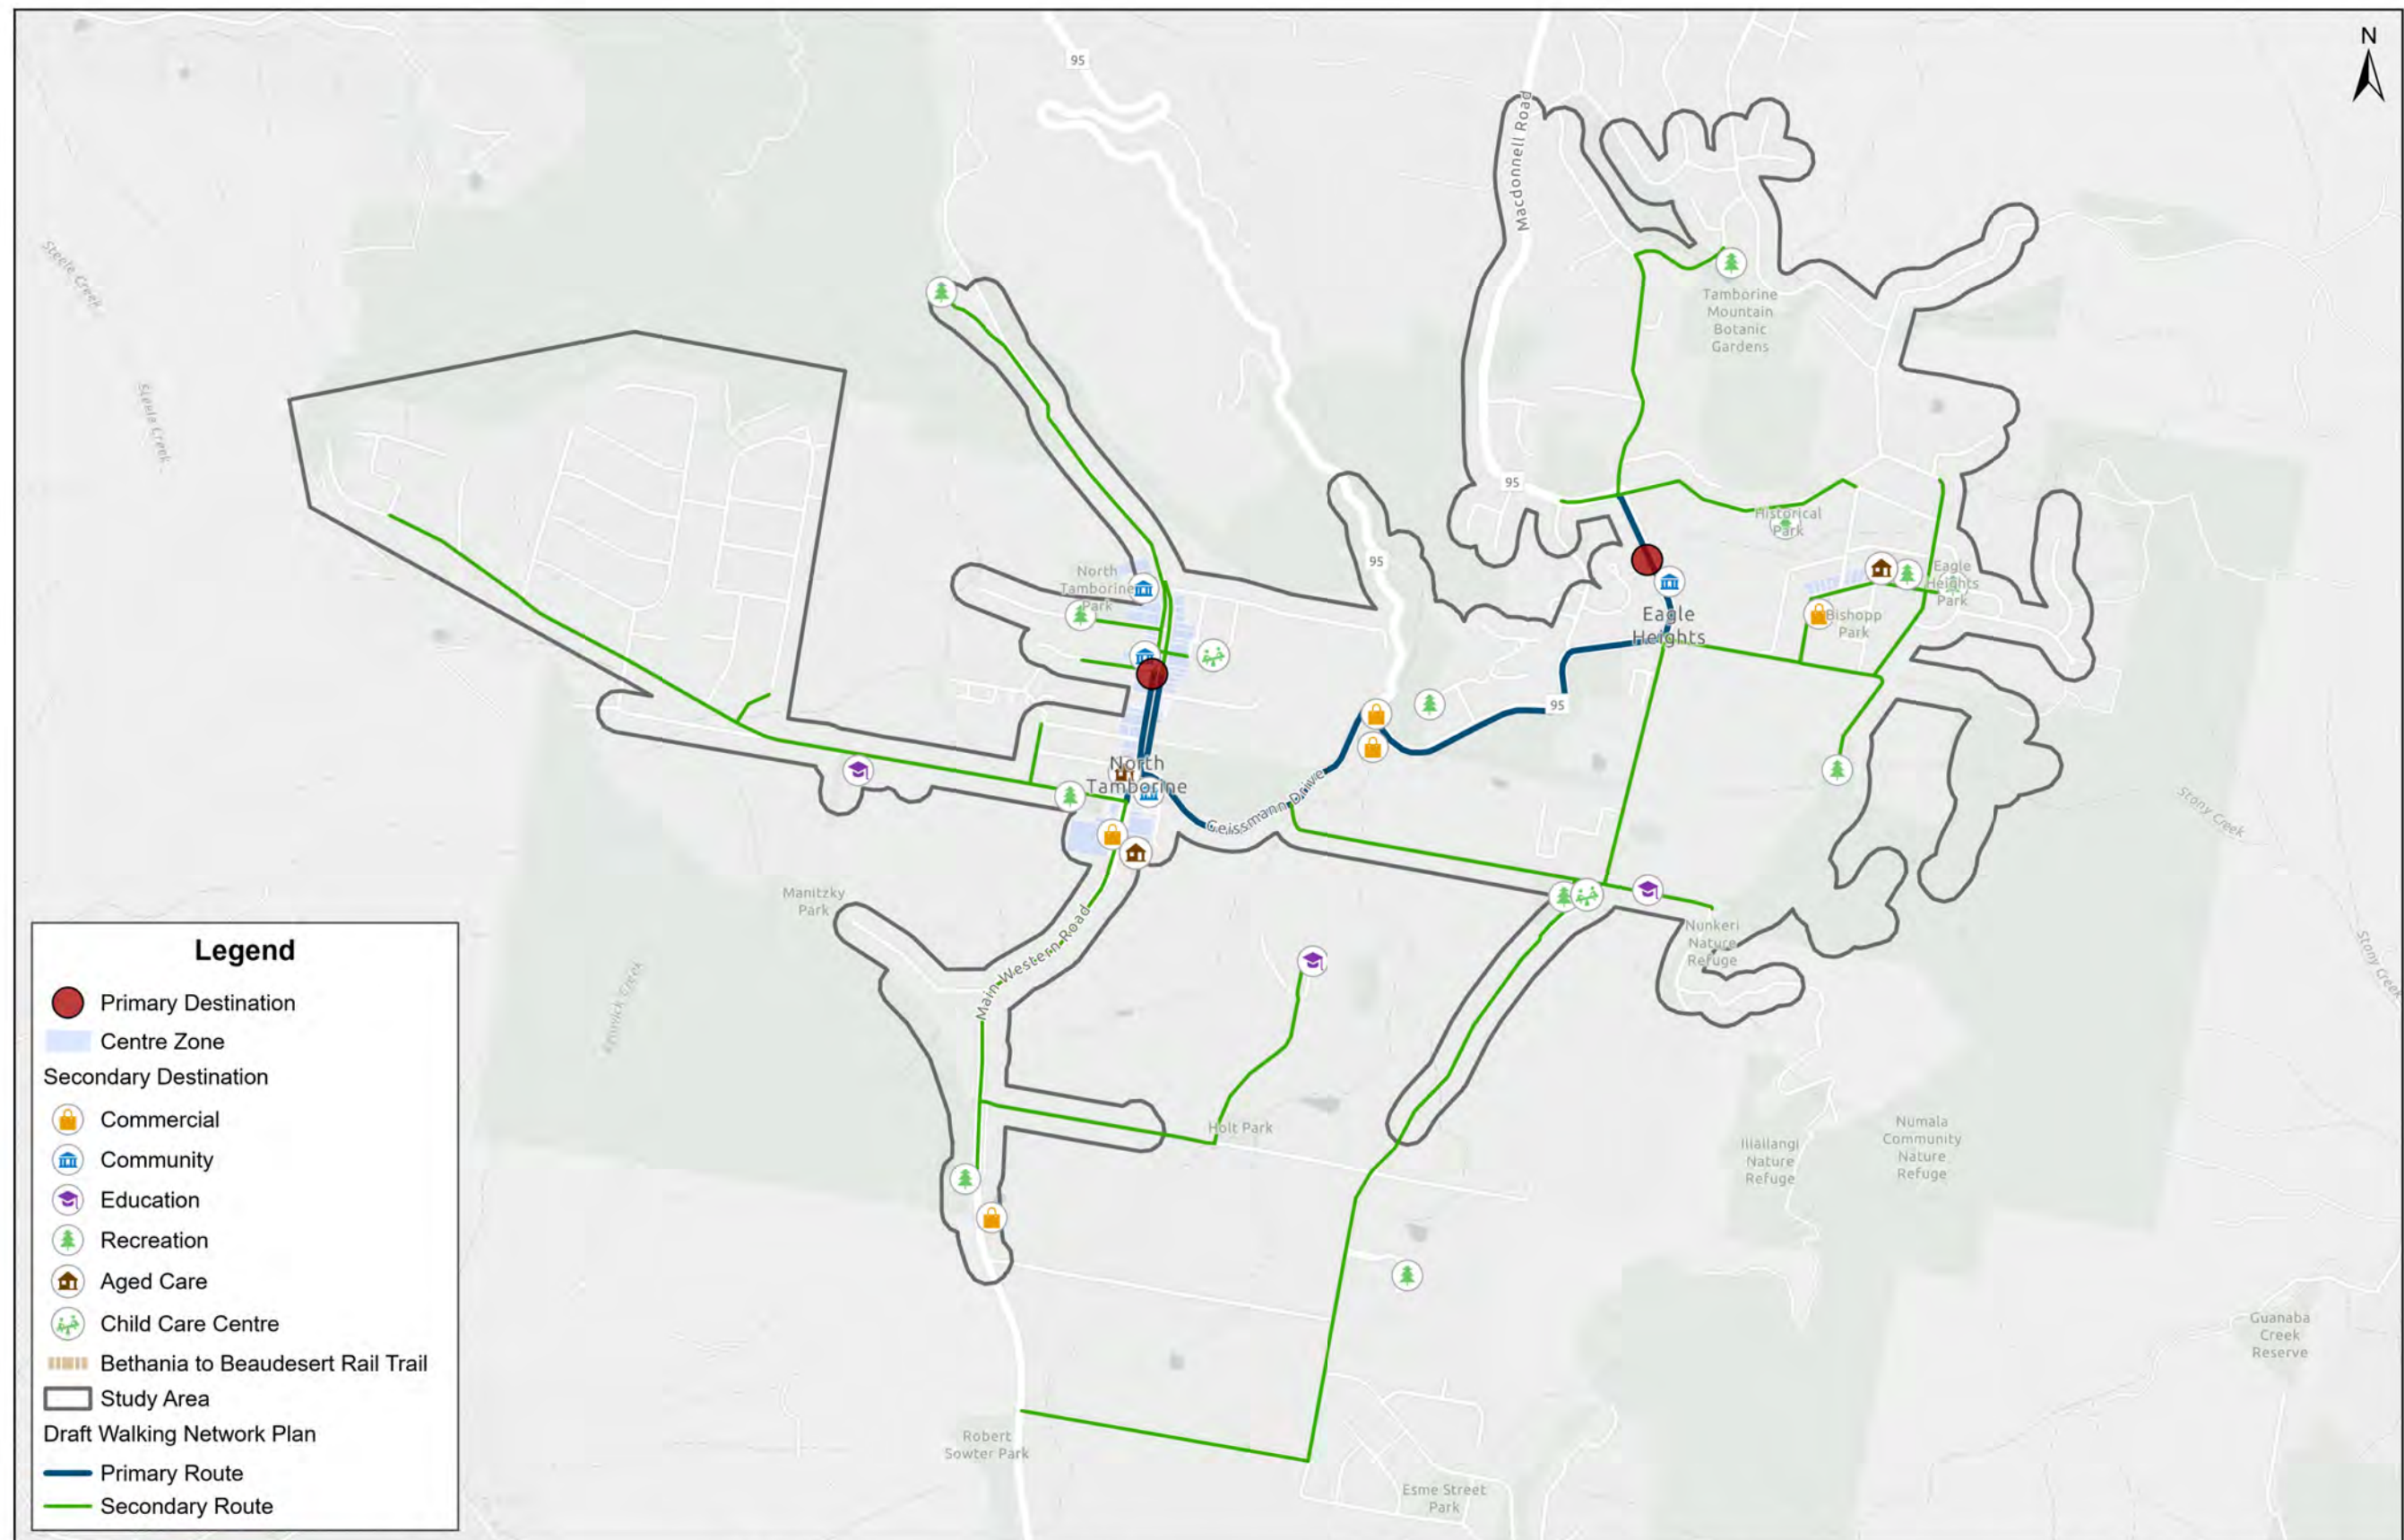 N
95
Macdonnell Road
Steele Creek
Steele Creek
Tamborine
Mountain
Botanic
Gardens
95
95
Historical
Park
North
Tamborine
Park
Eagle
Heights
Park
Eagle
Heights
Bishopp
Park
95
North
Tamborine
Geissmann Drive
Stony Creek
Stony Creek
Manitzky
Park
Main Western Road
Nunkeri
Nature
Refuge
Holt Park
Illallangi
Nature
Refuge
Numala
Community
Nature
Refuge
Guanaba
Creek
Reserve
Robert
Sowter Park
Esme Street
Park
Legend
Primary Destination
Centre Zone
Secondary Destination
Commercial
Community
Education
Recreation
Aged Care
Child Care Centre
Bethania to Beaudesert Rail Trail
Study Area
Draft Walking Network Plan
Primary Route
Secondary Route